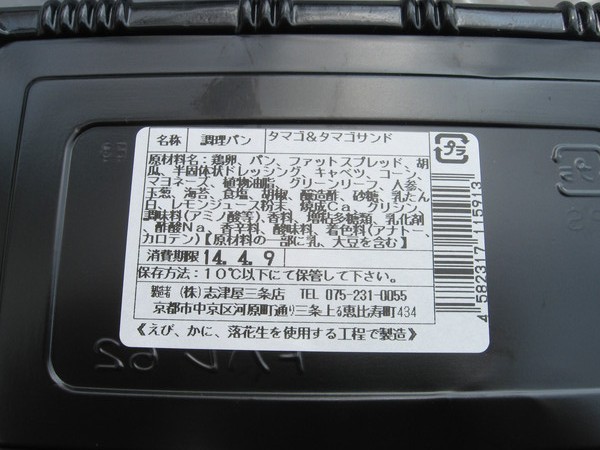 名称 調理パン タマゴ&タマゴサンド
プラ
原材料名：鶏卵、パン、ファットスプレッド、胡
瓜、半固体状ドレッシング、キャベツ、コーン、
マヨネーズ、植物油脂、グリーンリーフ、人参、
玉葱、海苔、食塩、胡椒、醸造酢、砂糖、乳たん
白、レモンジュース粉末、焼成Ca、グリシン、
調味料(アミノ酸等)、香料、増粘多糖類、乳化剤
、酢酸Na、香辛料、酸味料、着色料(アナトー、
カロテン)【原材料の一部に乳、大豆を含む】
消費期限 14. 4. 9
保存方法：10℃以下にて保管して下さい。
製造者 (株)志津屋三条店 TEL 075-231-0055
京都市中京区河原町通り三条上る恵比寿町434
《えび、かに、落花生を使用する工程で製造》
4 582317 115913